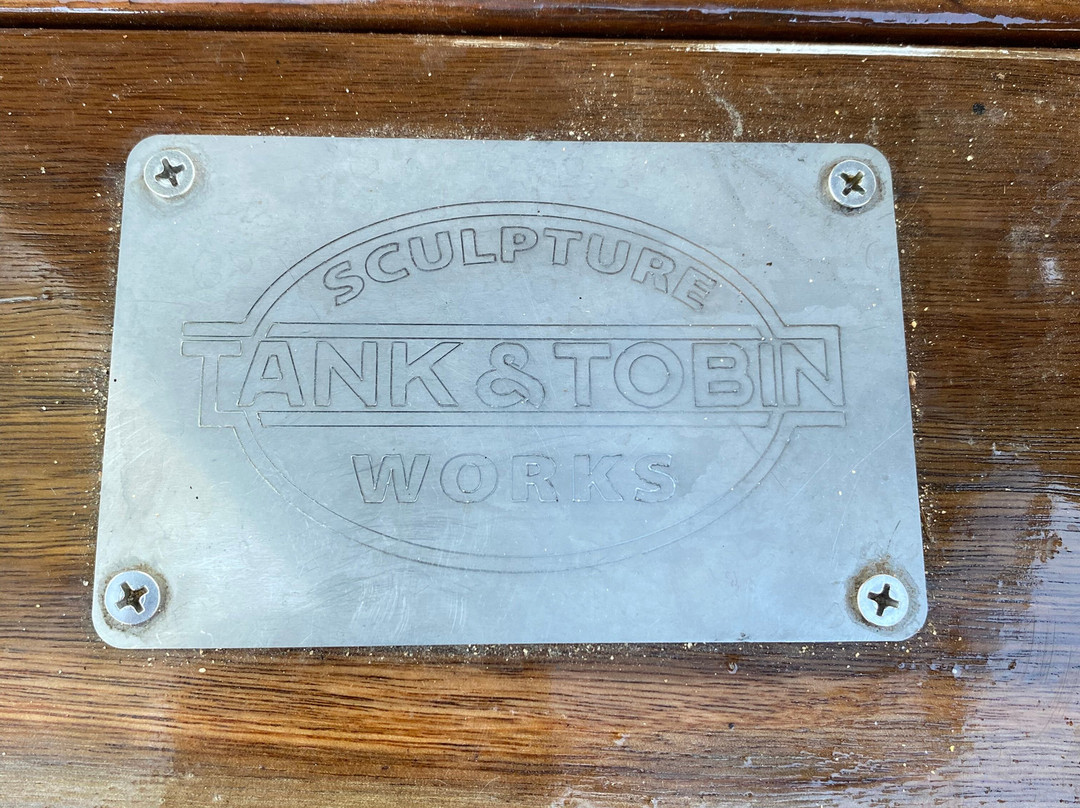 SCULPTURE
TANK & TOBIN
WORKS